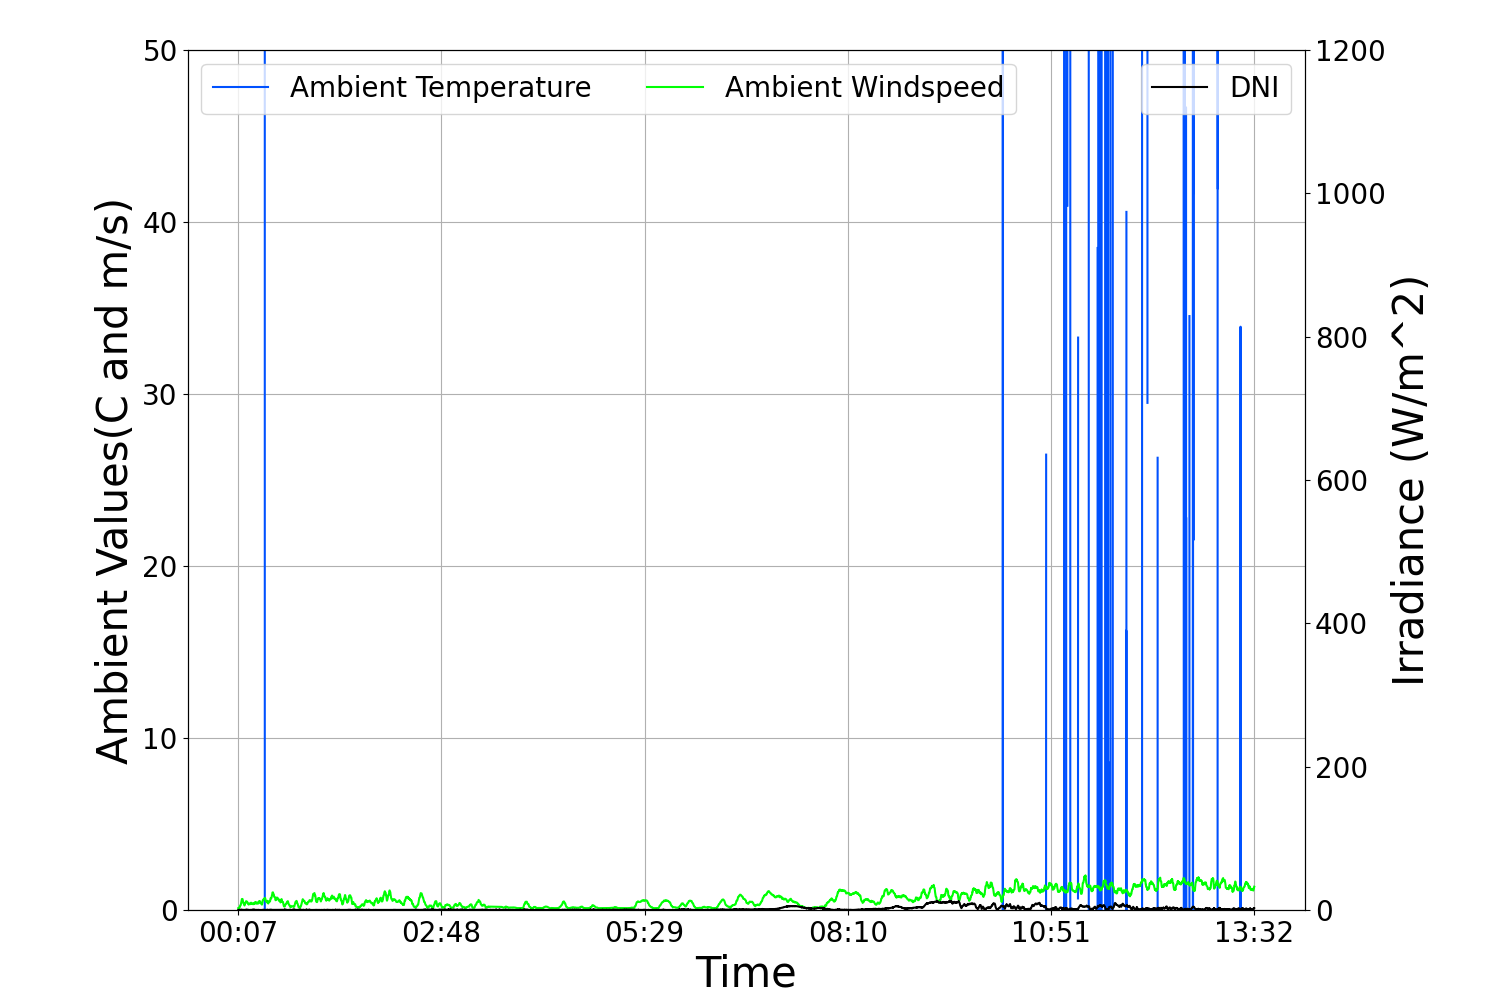 Ambient Temperature
Ambient Windspeed
DNI
Ambient Values(C and m/s)
50
40
30
20
10
0
1200
1000
800
600
400
200
0
Irradiance (W/m^2)
00:07 02:48 05:29 08:10 10:51 13:32
Time